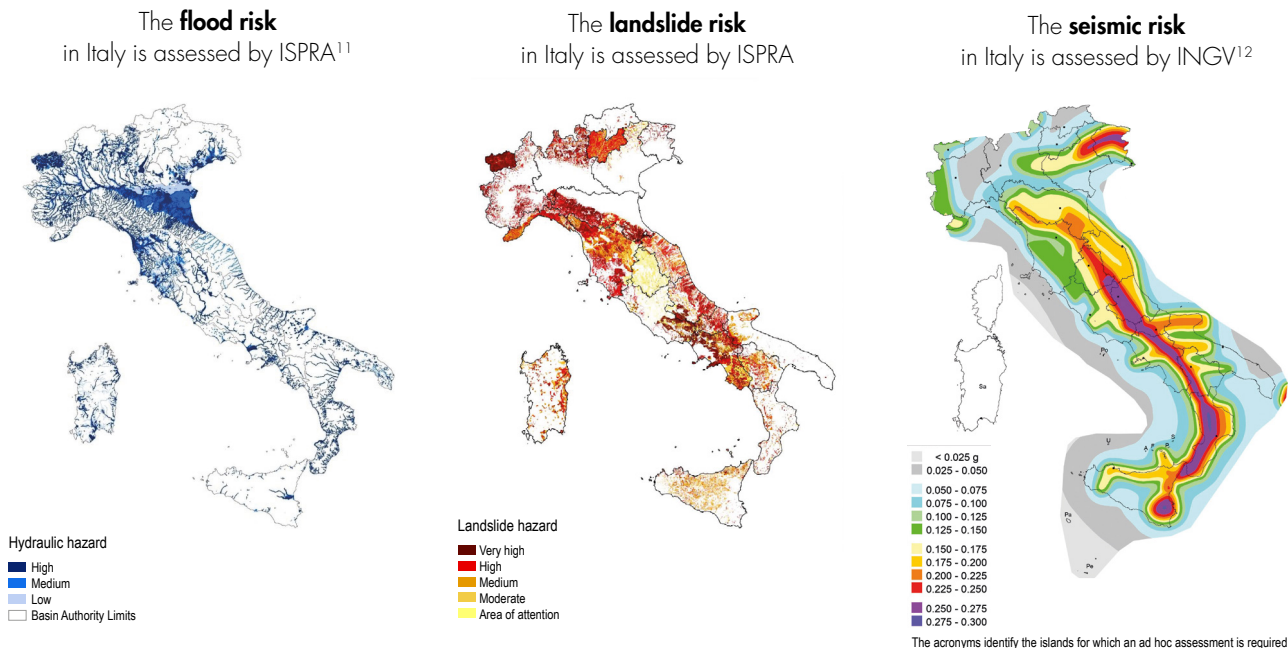 The flood risk
in Italy is assessed by ISPRA¹¹
The landslide risk
in Italy is assessed by ISPRA
The seismic risk
in Italy is assessed by INGV¹²
Hydraulic hazard
High
Medium
Low
Basin Authority Limits
Landslide hazard
Very high
High
Medium
Moderate
Area of attention
Po
Sa
U
Pa
Pe
< 0.025 g
0.025 - 0.050
0.050 - 0.075
0.075 - 0.100
0.100 - 0.125
0.125 - 0.150
0.150 - 0.175
0.175 - 0.200
0.200 - 0.225
0.225 - 0.250
0.250 - 0.275
0.275 - 0.300
The acronyms identify the islands for which an ad hoc assessment is required